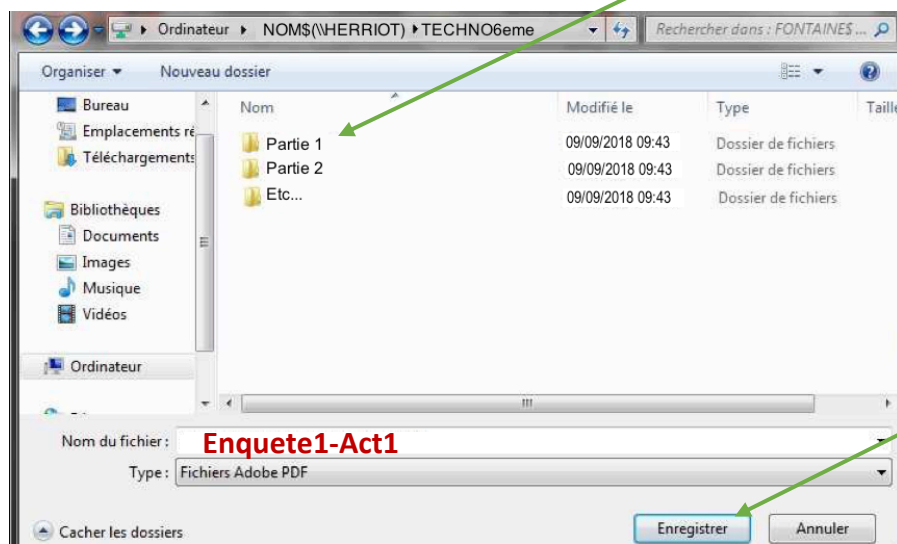 Ordinateur NOM$(\\HERRIOT) TECHNO6eme Rechercher dans : FONTAINE$ ...
Organiser Nouveau dossier
Bureau
Emplacements ré
Téléchargements
Bibliothèques
Documents
Images
Musique
Vidéos
Ordinateur
Nom Modifié le Type Taille
Partie 1 09/09/2018 09:43 Dossier de fichiers
Partie 2 09/09/2018 09:43 Dossier de fichiers
Etc... 09/09/2018 09:43 Dossier de fichiers
Nom du fichier : Enquete1-Act1
Type : Fichiers Adobe PDF
Cacher les dossiers Enregistrer Annuler